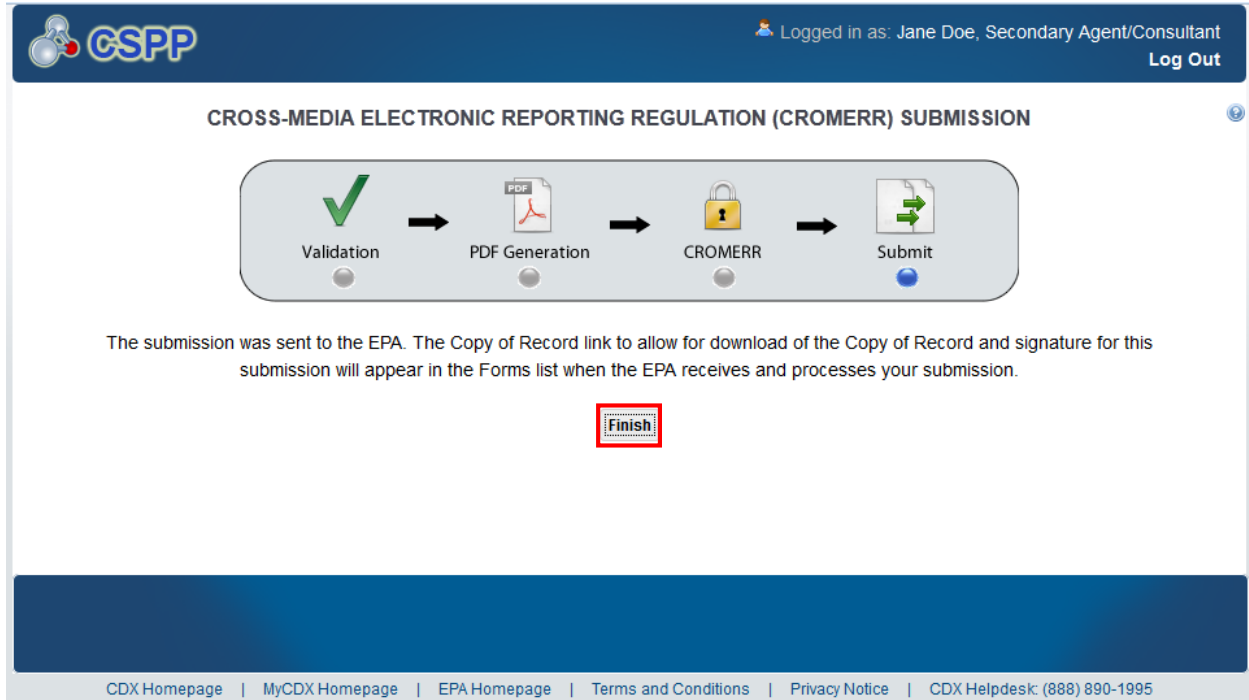 CSPP
Logged in as: Jane Doe, Secondary Agent/Consultant
Log Out
CROSS-MEDIA ELECTRONIC REPORTING REGULATION (CROMERR) SUBMISSION
PDF
Validation
PDF Generation
CROMERR
Submit
The submission was sent to the EPA. The Copy of Record link to allow for download of the Copy of Record and signature for this
submission will appear in the Forms list when the EPA receives and processes your submission.
Finish
CDX Homepage | MyCDX Homepage | EPA Homepage | Terms and Conditions | Privacy Notice | CDX Helpdesk: (888) 890-1995